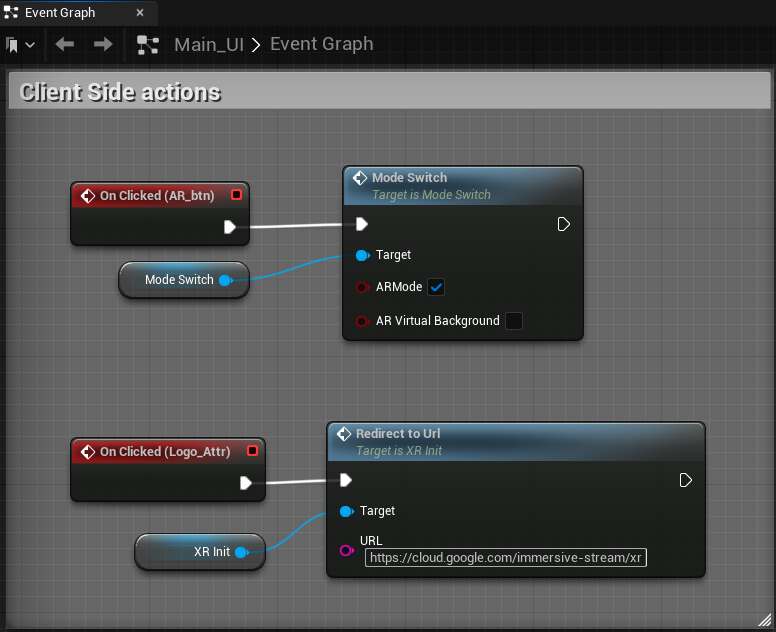 Event Graph
Main_UI > Event Graph
Client Side actions
On Clicked (AR_btn)
Mode Switch
Target is Mode Switch
Target
Mode Switch
ARMode
AR Virtual Background
On Clicked (Logo_Attr)
Redirect to Url
Target is XR Init
Target
URL
XR Init
https://cloud.google.com/immersive-stream/xr